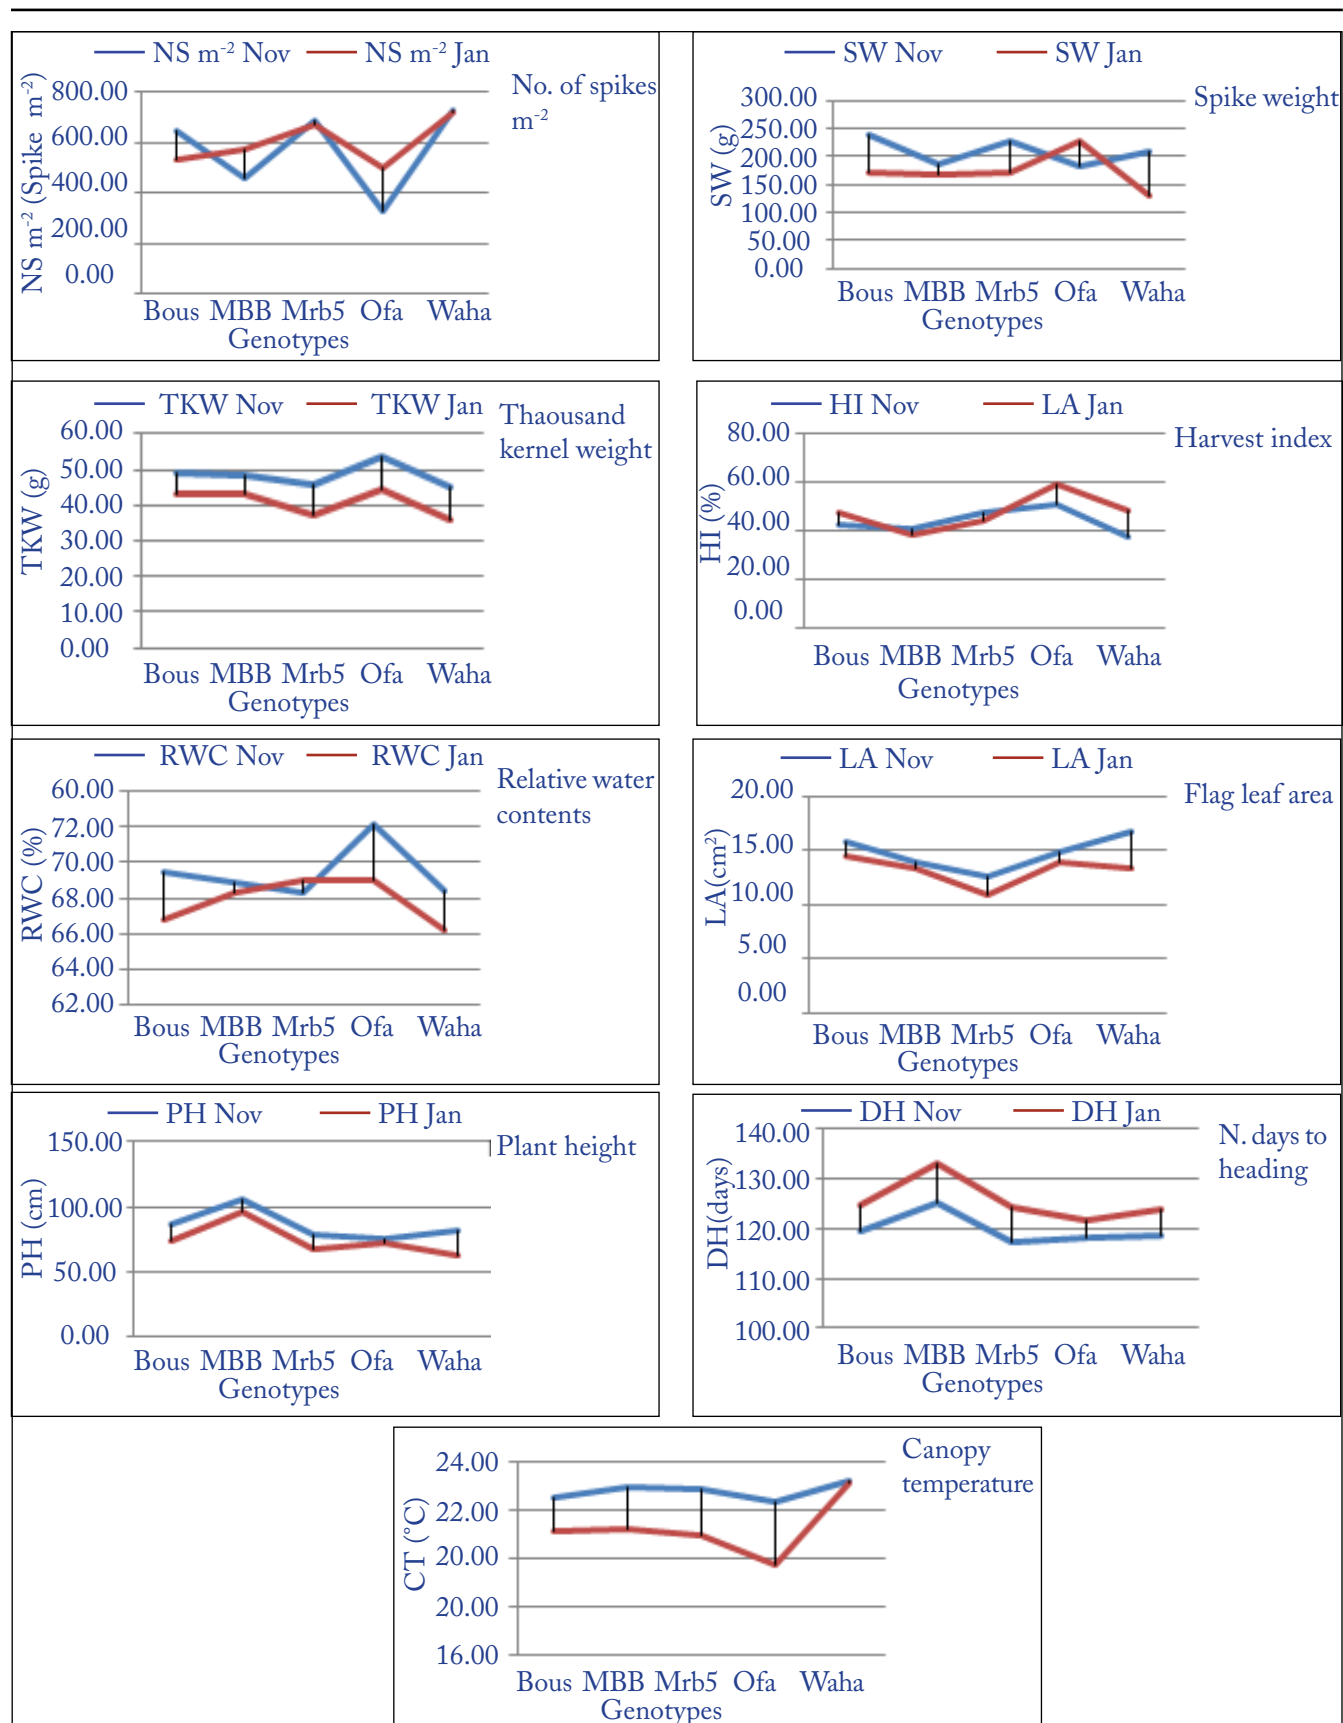 NS m⁻² Nov NS m⁻² Jan
No. of spikes
m⁻²
NS m⁻² (Spike m⁻²)
800.00
600.00
400.00
200.00
0.00
Bous MBB Mrb5 Ofa Waha
Genotypes
SW Nov SW Jan
Spike weight
SW (g)
300.00
250.00
200.00
150.00
100.00
50.00
0.00
Bous MBB Mrb5 Ofa Waha
Genotypes
TKW Nov TKW Jan
Thaousand
kernel weight
TKW (g)
60.00
50.00
40.00
30.00
20.00
10.00
0.00
Bous MBB Mrb5 Ofa Waha
Genotypes
HI Nov LA Jan
Harvest index
HI (%)
80.00
60.00
40.00
20.00
0.00
Bous MBB Mrb5 Ofa Waha
Genotypes
RWC Nov RWC Jan
Relative water
contents
RWC (%)
60.00
72.00
70.00
68.00
66.00
64.00
62.00
Bous MBB Mrb5 Ofa Waha
Genotypes
LA Nov LA Jan
Flag leaf area
LA(cm²)
20.00
15.00
10.00
5.00
0.00
Bous MBB Mrb5 Ofa Waha
Genotypes
PH Nov PH Jan
Plant height
PH (cm)
150.00
100.00
50.00
0.00
Bous MBB Mrb5 Ofa Waha
Genotypes
DH Nov DH Jan
N. days to
heading
DH(days)
140.00
130.00
120.00
110.00
100.00
Bous MBB Mrb5 Ofa Waha
Genotypes
Canopy
temperature
CT (°C)
24.00
22.00
20.00
20.00
16.00
Bous MBB Mrb5 Ofa Waha
Genotypes